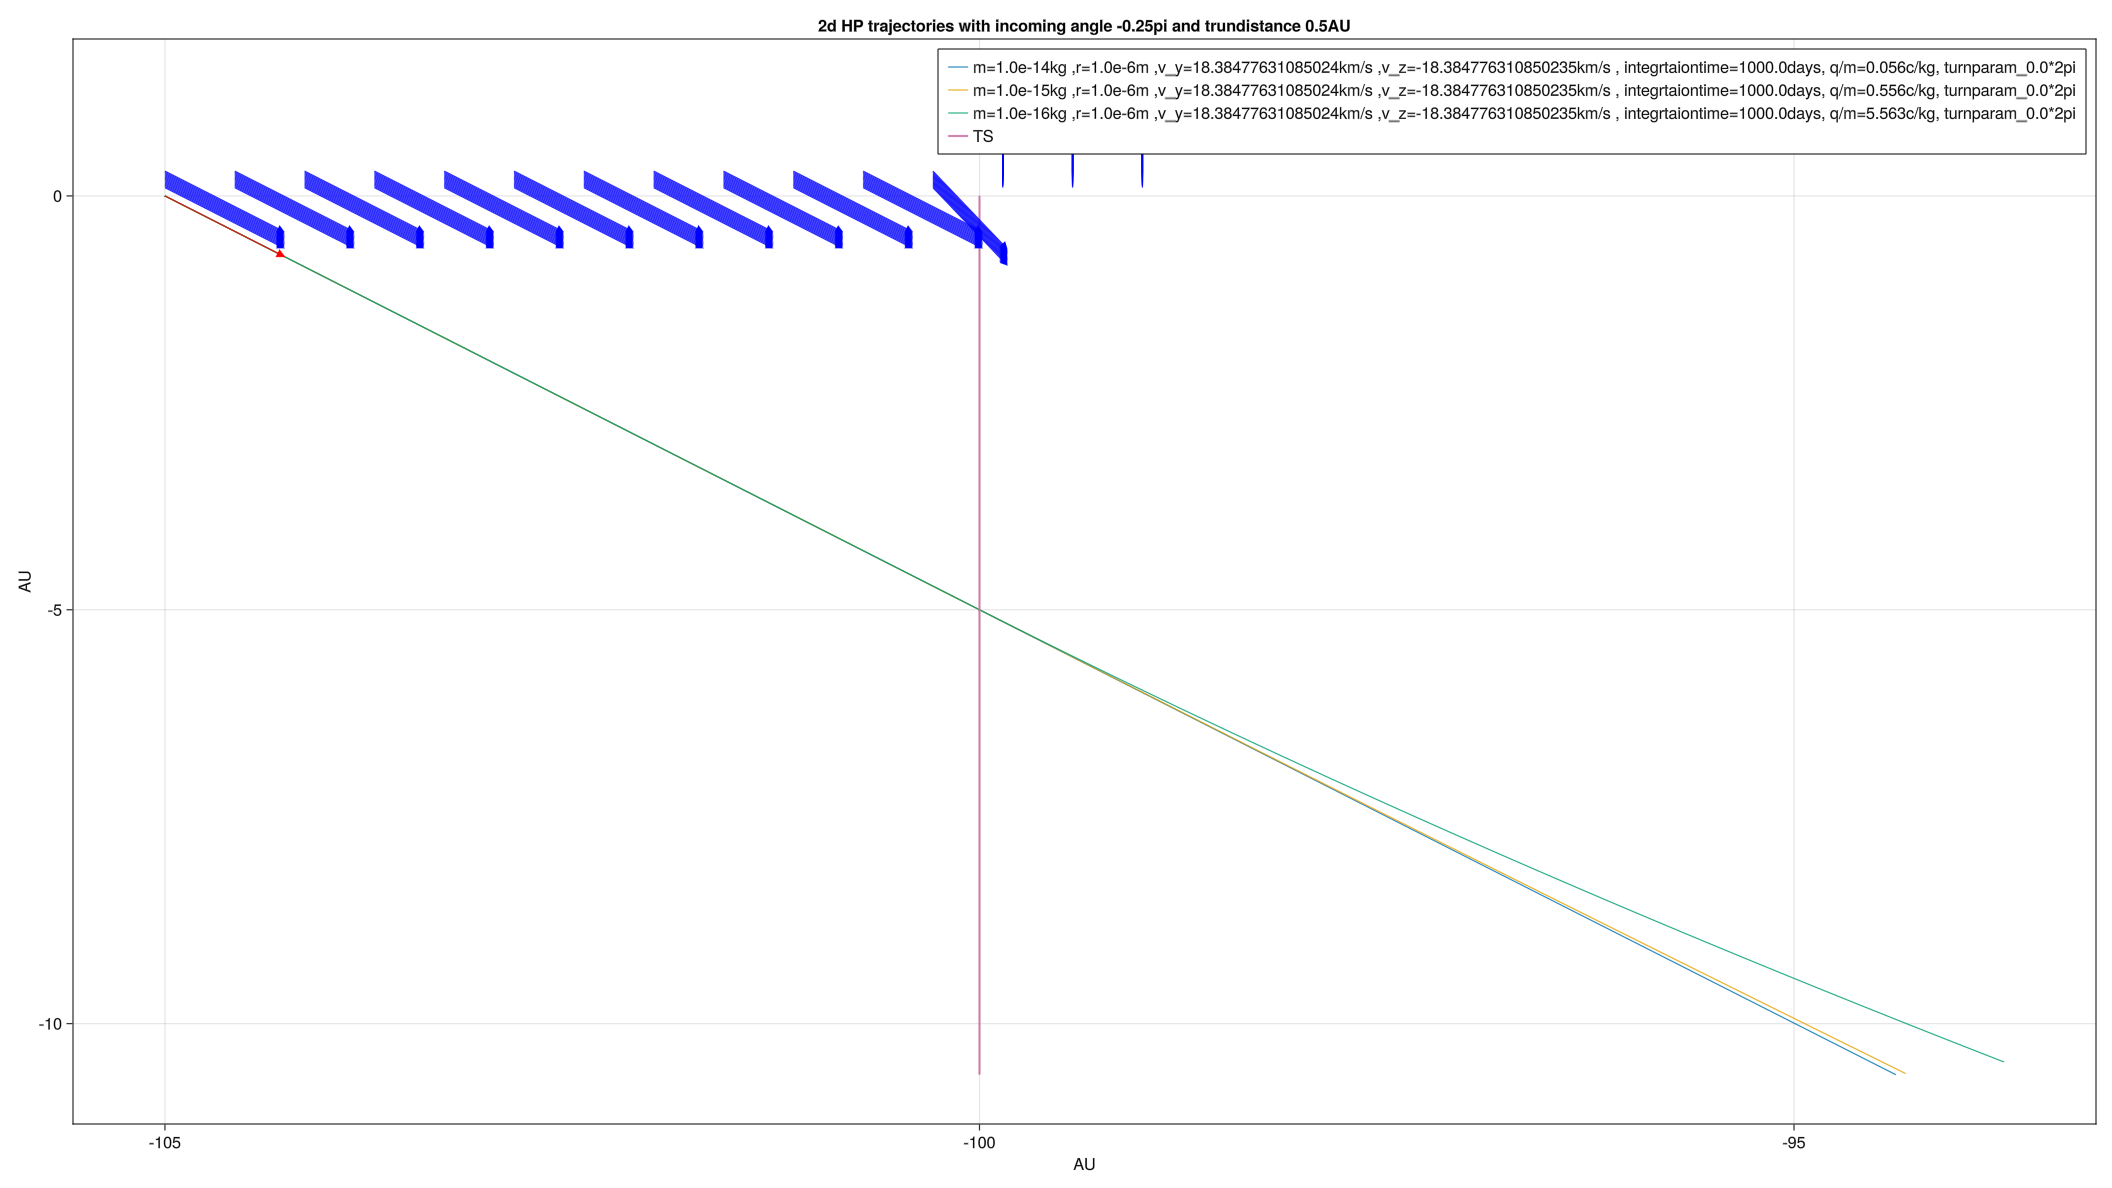 2d HP trajectories with incoming angle -0.25pi and trundistance 0.5AU
m=1.0e-14kg ,r=1.0e-6m ,v_y=18.38477631085024km/s ,v_z=-18.384776310850235km/s , integrtaiontime=1000.0days, q/m=0.056c/kg, turnparam_0.0*2pi
m=1.0e-15kg ,r=1.0e-6m ,v_y=18.38477631085024km/s ,v_z=-18.384776310850235km/s , integrtaiontime=1000.0days, q/m=0.556c/kg, turnparam_0.0*2pi
m=1.0e-16kg ,r=1.0e-6m ,v_y=18.38477631085024km/s ,v_z=-18.384776310850235km/s , integrtaiontime=1000.0days, q/m=5.563c/kg, turnparam_0.0*2pi
TS
0
-5
-10
AU
-105
-100
-95
AU